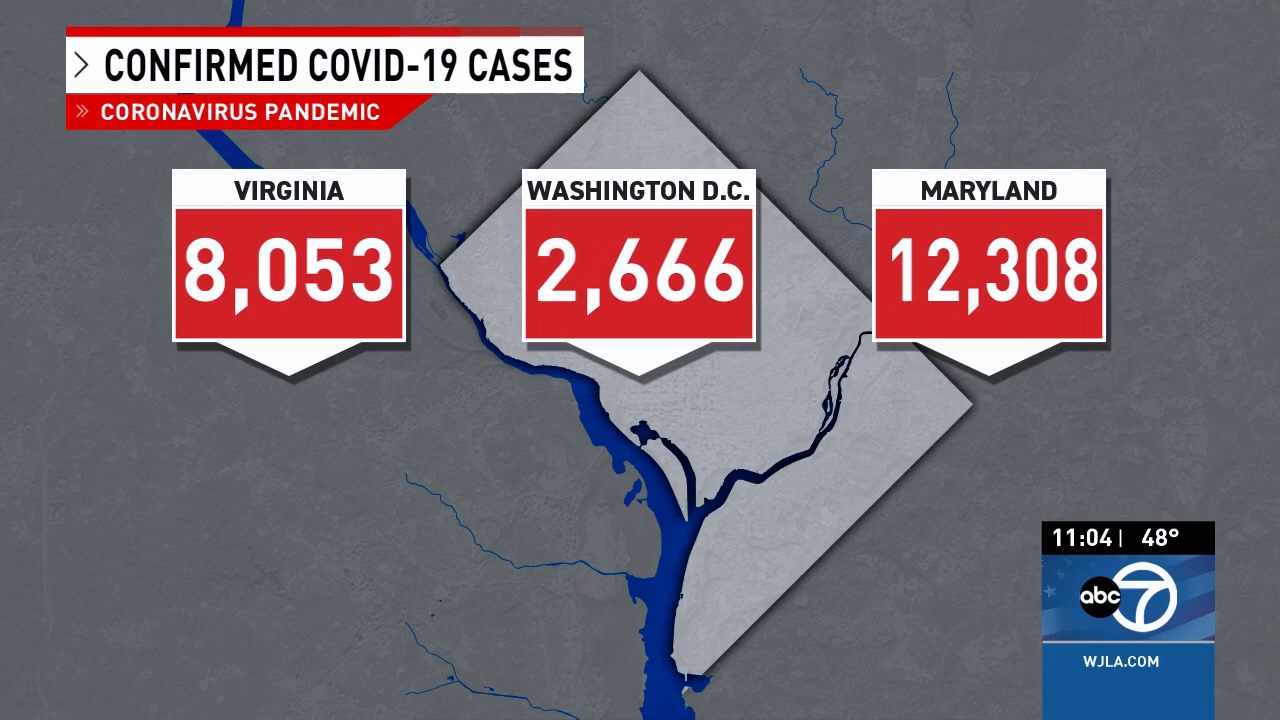 CONFIRMED COVID-19 CASES
CORONAVIRUS PANDEMIC
VIRGINIA
8,053
WASHINGTON D.C.
2,666
MARYLAND
12,308
11:04 | 48°
abc 7
WJLA.COM